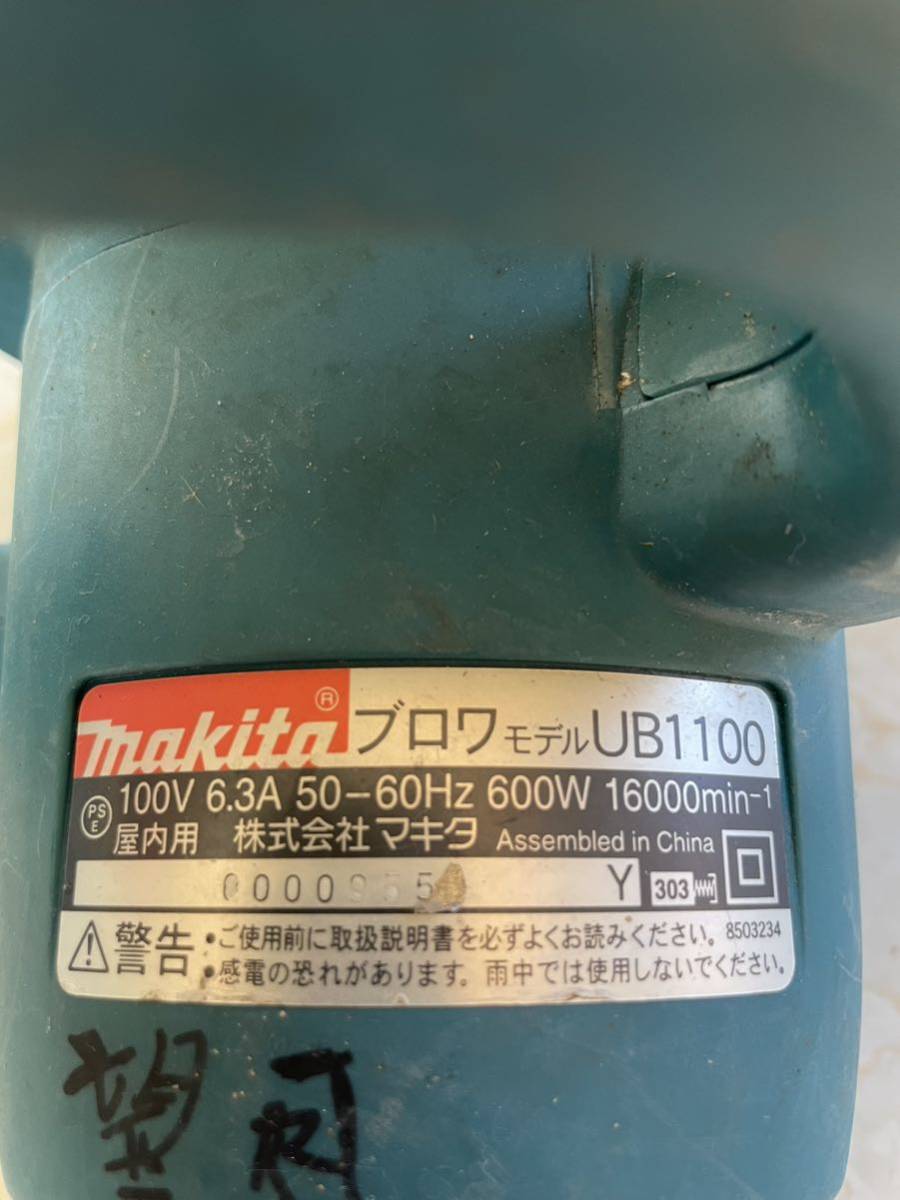 makita® ブロワ モデル UB1100
PSE 100V 6.3A 50-60Hz 600W 16000min-1
屋内用 株式会社マキタ Assembled in China
Y 303
⚠警告 •ご使用前に取扱説明書を必ずよくお読みください。 8503234
•感電の恐れがあります。雨中では使用しないでください。